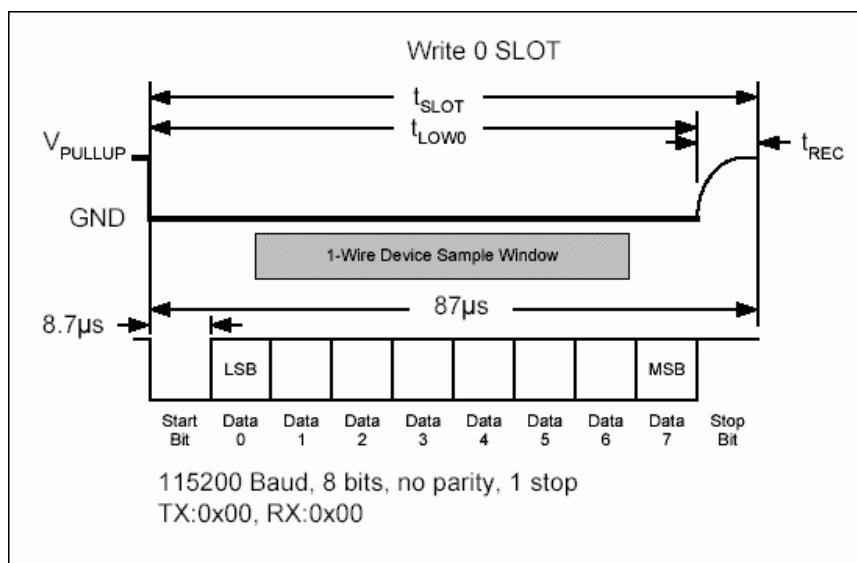 Write 0 SLOT
tSLOT
tLOW0
VPULLUP
tREC
GND
1-Wire Device Sample Window
87µs
8.7µs
LSB
MSB
Start Bit
Data 0
Data 1
Data 2
Data 3
Data 4
Data 5
Data 6
Data 7
Stop Bit
115200 Baud, 8 bits, no parity, 1 stop
TX:0x00, RX:0x00